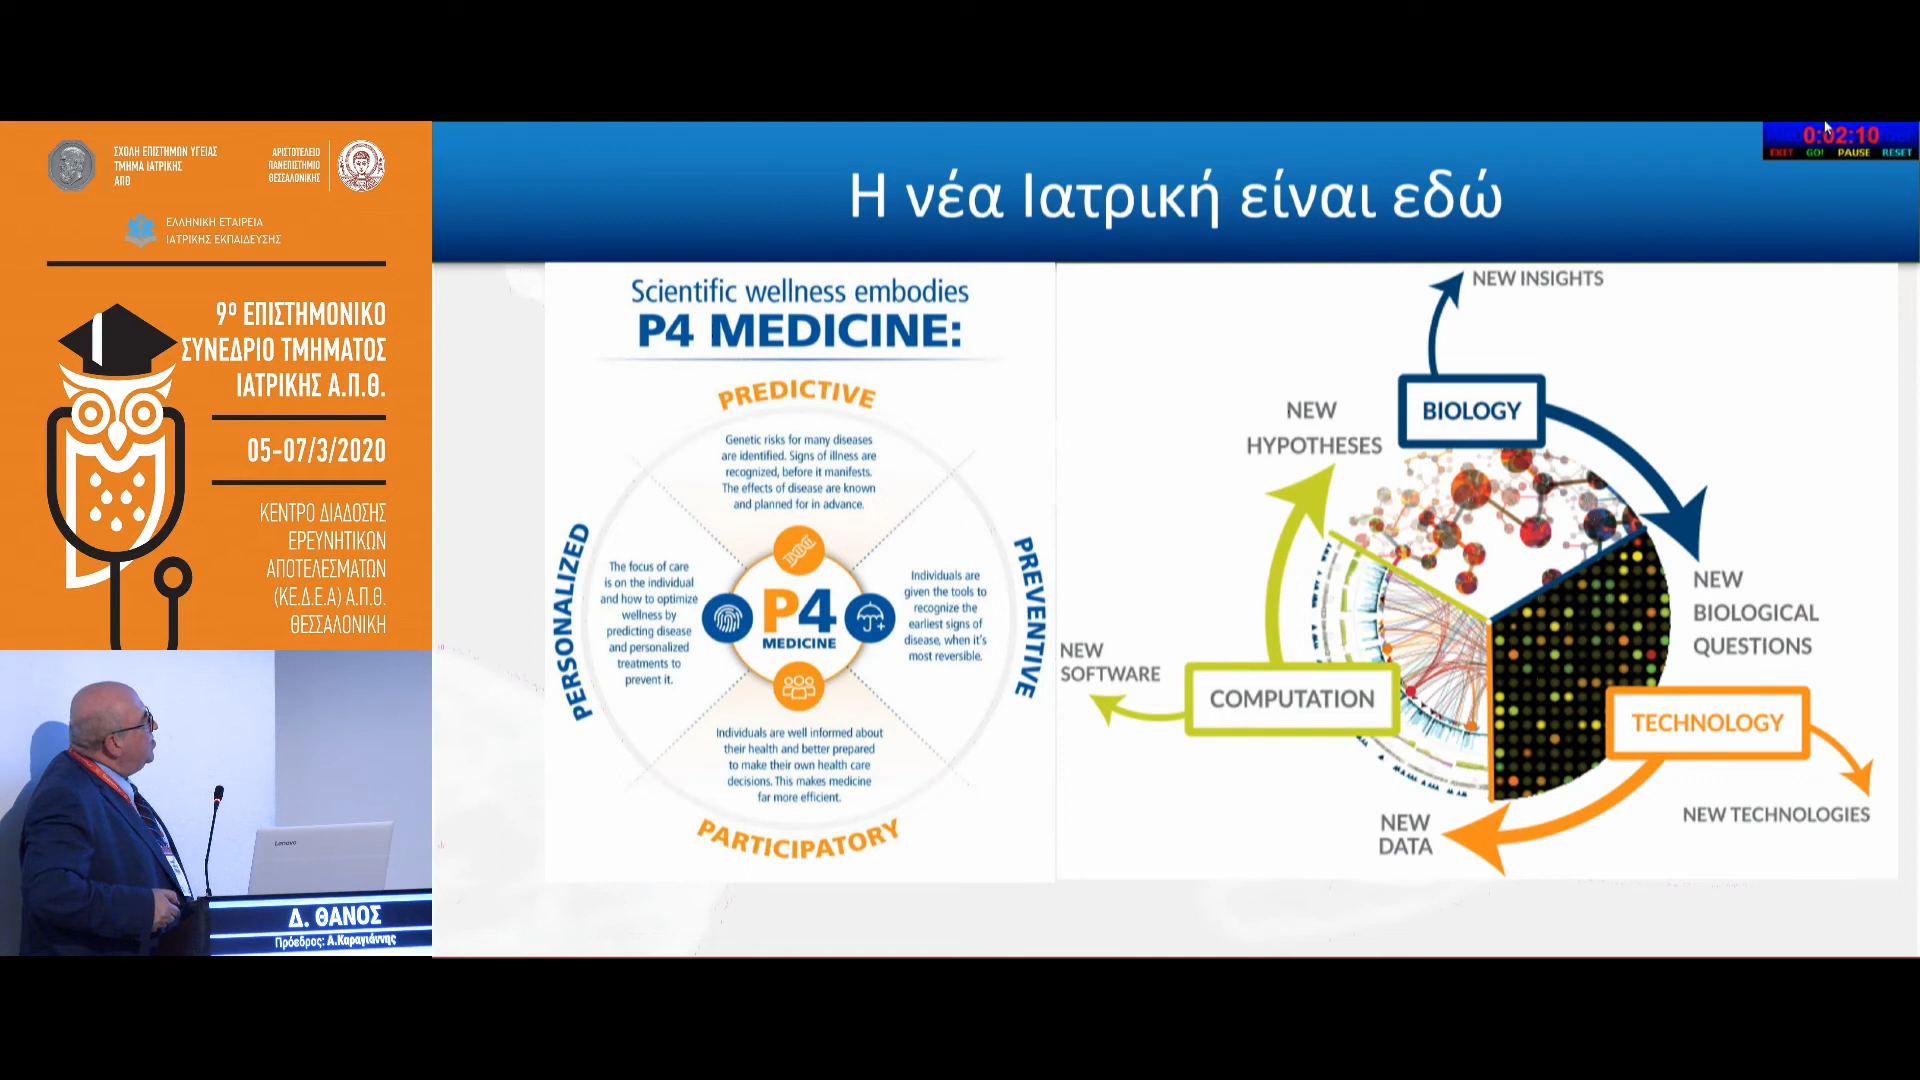 ΣΧΟΛΗ ΕΠΙΣΤΗΜΩΝ ΥΓΕΙΑΣ
ΤΜΗΜΑ ΙΑΤΡΙΚΗΣ
ΑΠΘ
ΑΡΙΣΤΟΤΕΛΕΙΟ
ΠΑΝΕΠΙΣΤΗΜΙΟ
ΘΕΣΣΑΛΟΝΙΚΗΣ
ΕΛΛΗΝΙΚΗ ΕΤΑΙΡΕΙΑ
ΙΑΤΡΙΚΗΣ ΕΚΠΑΙΔΕΥΣΗΣ
9º ΕΠΙΣΤΗΜΟΝΙΚΟ
ΣΥΝΕΔΡΙΟ ΤΜΗΜΑΤΟΣ
ΙΑΤΡΙΚΗΣ Α.Π.Θ.
05-07/3/2020
ΚΕΝΤΡΟ ΔΙΑΔΟΣΗΣ
ΕΡΕΥΝΗΤΙΚΩΝ
ΑΠΟΤΕΛΕΣΜΑΤΩΝ
(ΚΕ.Δ.Ε.Α) Α.Π.Θ.
ΘΕΣΣΑΛΟΝΙΚΗ
Lenovo
Δ. ΘΑΝΟΣ
Πρόεδρος: Α.Καραγιάννης
0:02:10
EXIT GO! PAUSE RESET
Η νέα Ιατρική είναι εδώ
Scientific wellness embodies
P4 MEDICINE:
PREDICTIVE
Genetic risks for many diseases
are identified. Signs of illness are
recognized, before it manifests.
The effects of disease are known
and planned for in advance.
PERSONALIZED
The focus of care
is on the individual
and how to optimize
wellness by
predicting disease
and personalized
treatments to
prevent it.
P4
MEDICINE
Individuals are
given the tools to
recognize the
earliest signs of
disease, when it's
most reversible.
PREVENTIVE
Individuals are well informed about
their health and better prepared
to make their own health care
decisions. This makes medicine
far more efficient.
PARTICIPATORY
NEW INSIGHTS
BIOLOGY
NEW
HYPOTHESES
NEW
BIOLOGICAL
QUESTIONS
NEW
SOFTWARE
COMPUTATION
TECHNOLOGY
NEW TECHNOLOGIES
NEW
DATA